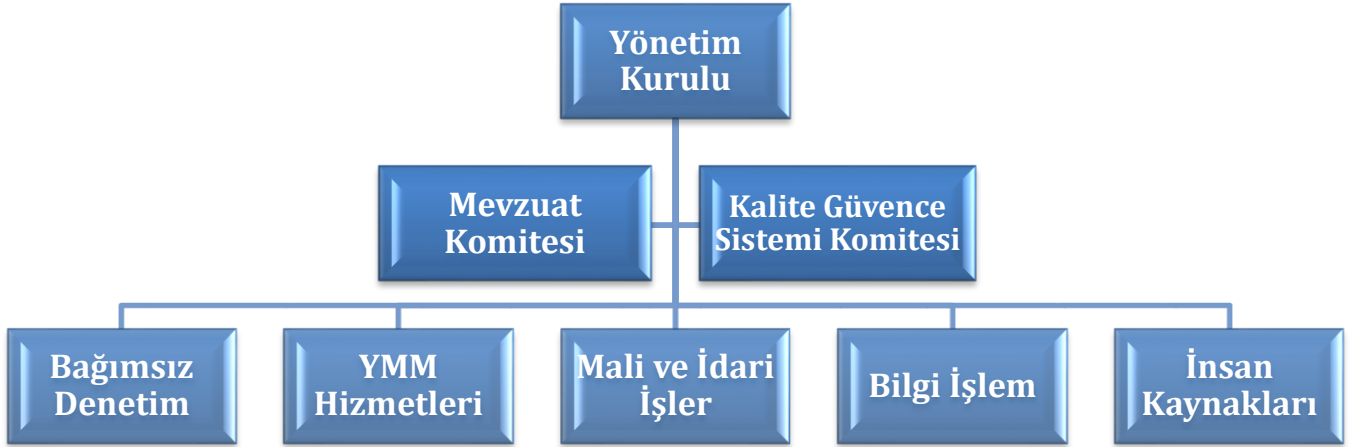 Yönetim
Kurulu
Mevzuat
Komitesi
Kalite Güvence
Sistemi Komitesi
Bağımsız
Denetim
YMM
Hizmetleri
Mali ve İdari
İşler
Bilgi İşlem
İnsan
Kaynakları